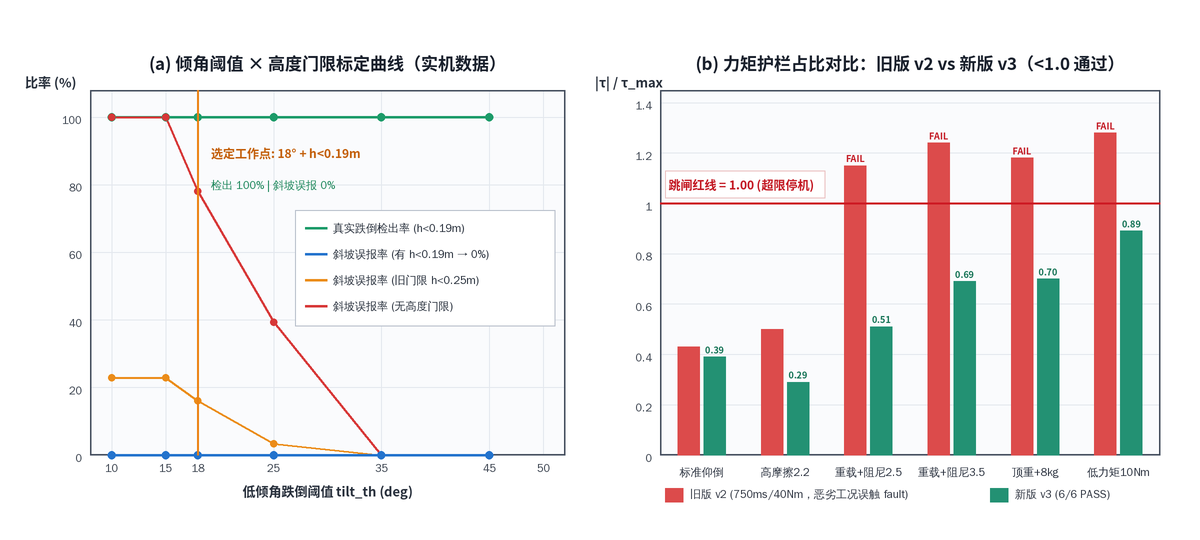 (a) 倾角阈值 × 高度门限标定曲线（实机数据）
比率 (%)
100
80
60
40
20
0
选定工作点: 18° + h<0.19m
检出 100% | 斜坡误报 0%
真实跌倒检出率 (h<0.19m)
斜坡误报率 (有 h<0.19m → 0%)
斜坡误报率 (旧门限 h<0.25m)
斜坡误报率 (无高度门限)
10 15 18 25 35 45 50
低倾角跌倒阈值 tilt_th (deg)
(b) 力矩护栏占比对比：旧版 v2 vs 新版 v3（<1.0 通过）
|τ| / τ_max
1.4
1.2
1
0.8
0.6
0.4
0.2
0
跳闸红线 = 1.00 (超限停机)
FAIL
FAIL
FAIL
FAIL
0.39
0.29
0.51
0.69
0.70
0.89
标准仰倒 高摩擦2.2 重载+阻尼2.5 重载+阻尼3.5 顶重+8kg 低力矩10Nm
旧版 v2 (750ms/40Nm，恶劣工况误触 fault)
新版 v3 (6/6 PASS)